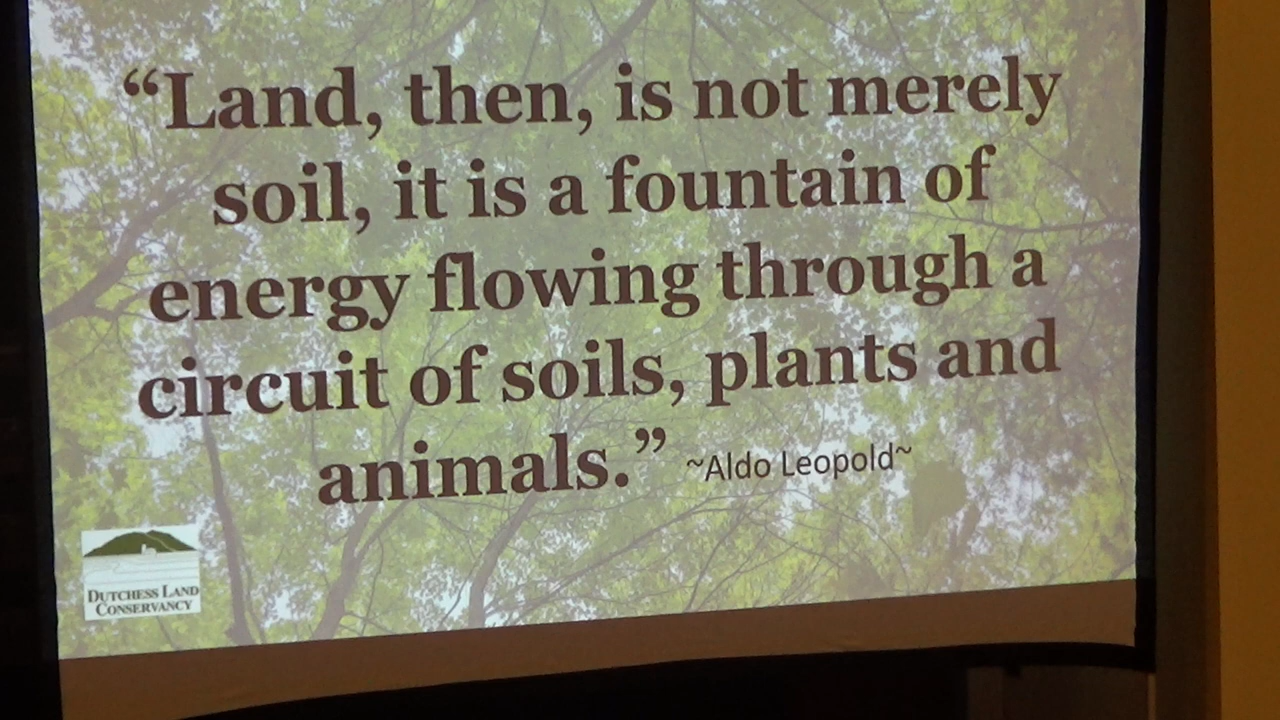 “Land, then, is not merely
soil, it is a fountain of
energy flowing through a
circuit of soils, plants and
animals.” ~Aldo Leopold~
DUTCHESS LAND
CONSERVANCY